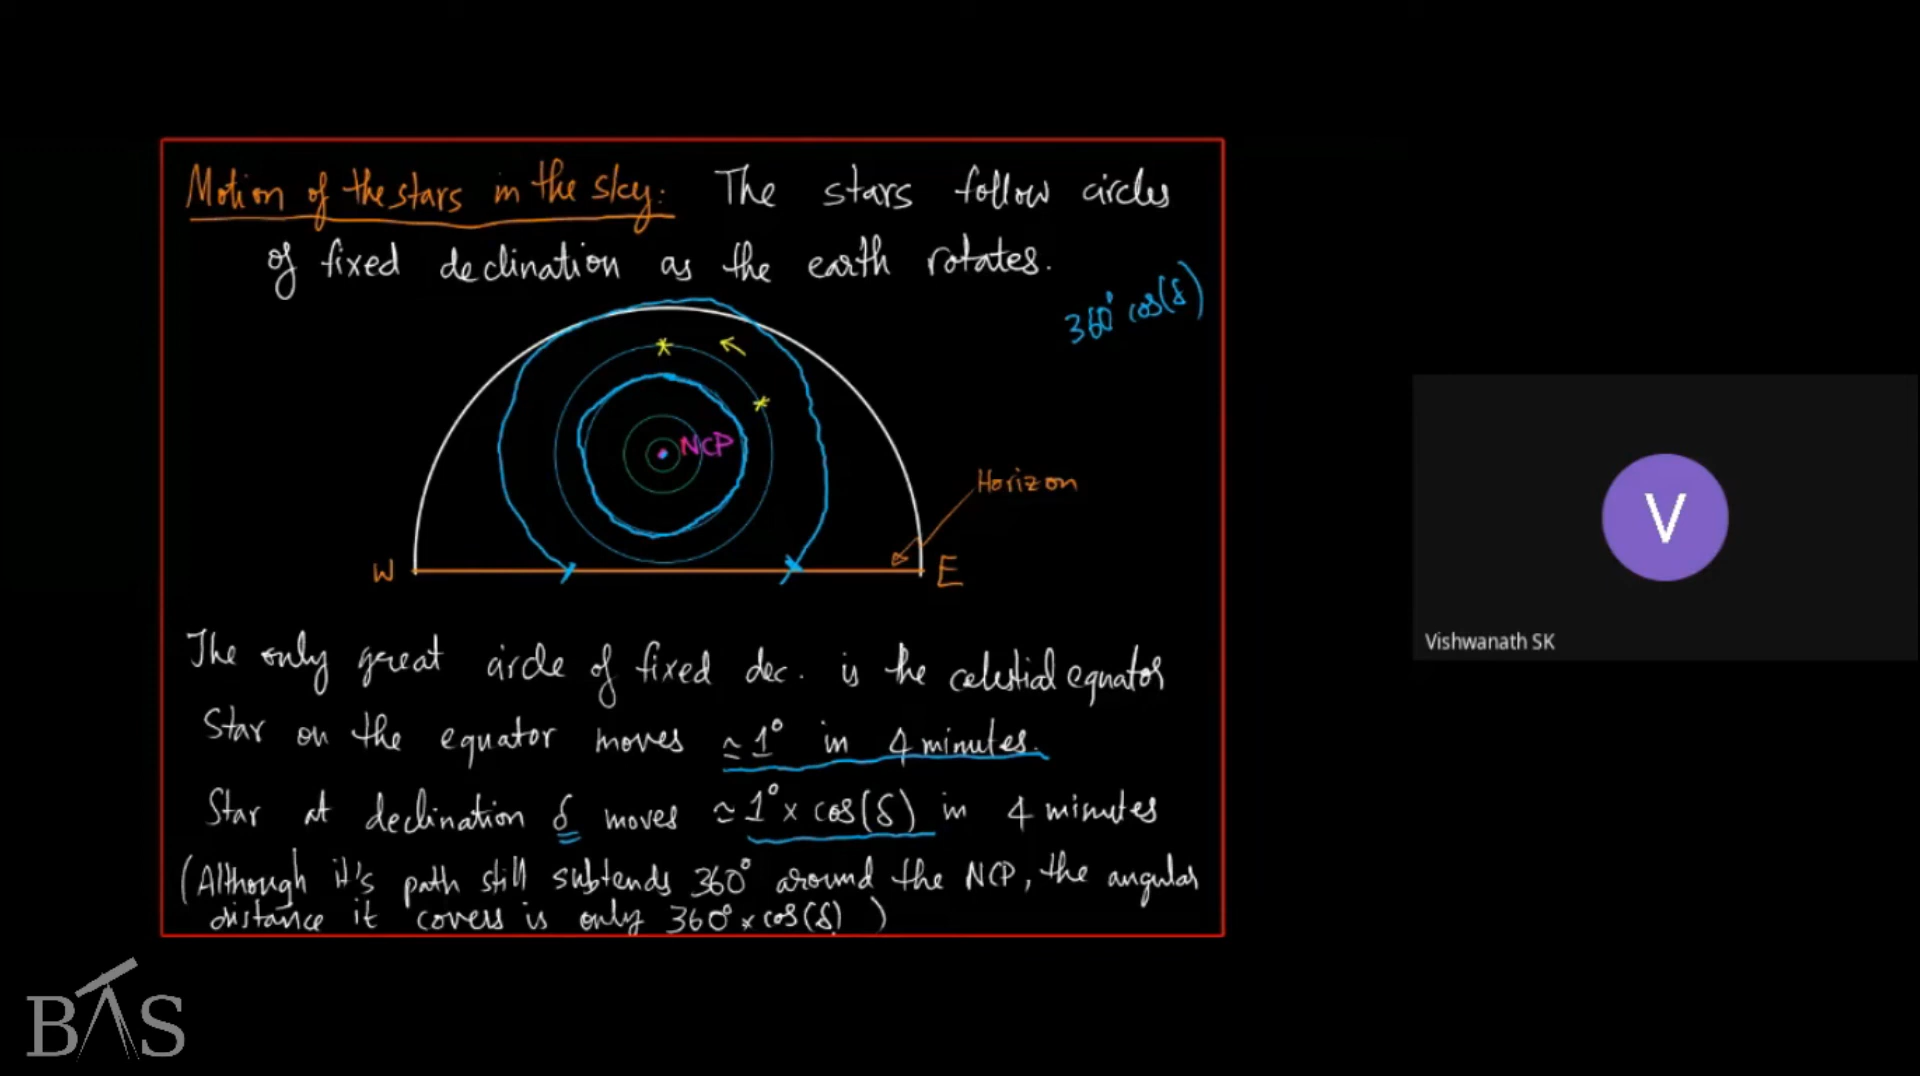 Motion of the stars in the sky: The stars follow circles
of fixed declination as the earth rotates.
360° cos(δ)
NCP
Horizon
W
E
The only great circle of fixed dec. is the celestial equator
Star on the equator moves ≃ 1° in 4 minutes.
Star at declination δ moves ≃ 1° x cos(δ) in 4 minutes
(Although it's path still subtends 360° around the NCP, the angular
distance it covers is only 360° x cos(δ) )
V
Vishwanath SK
BAS